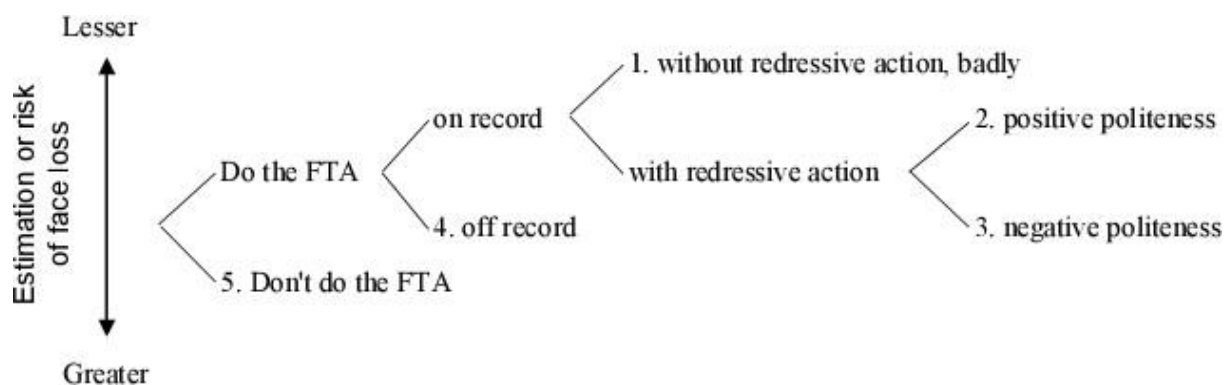 Lesser
Estimation or risk
of face loss
1. without redressive action, badly
on record
2. positive politeness
Do the FTA
with redressive action
4. off record
3. negative politeness
5. Don't do the FTA
Greater